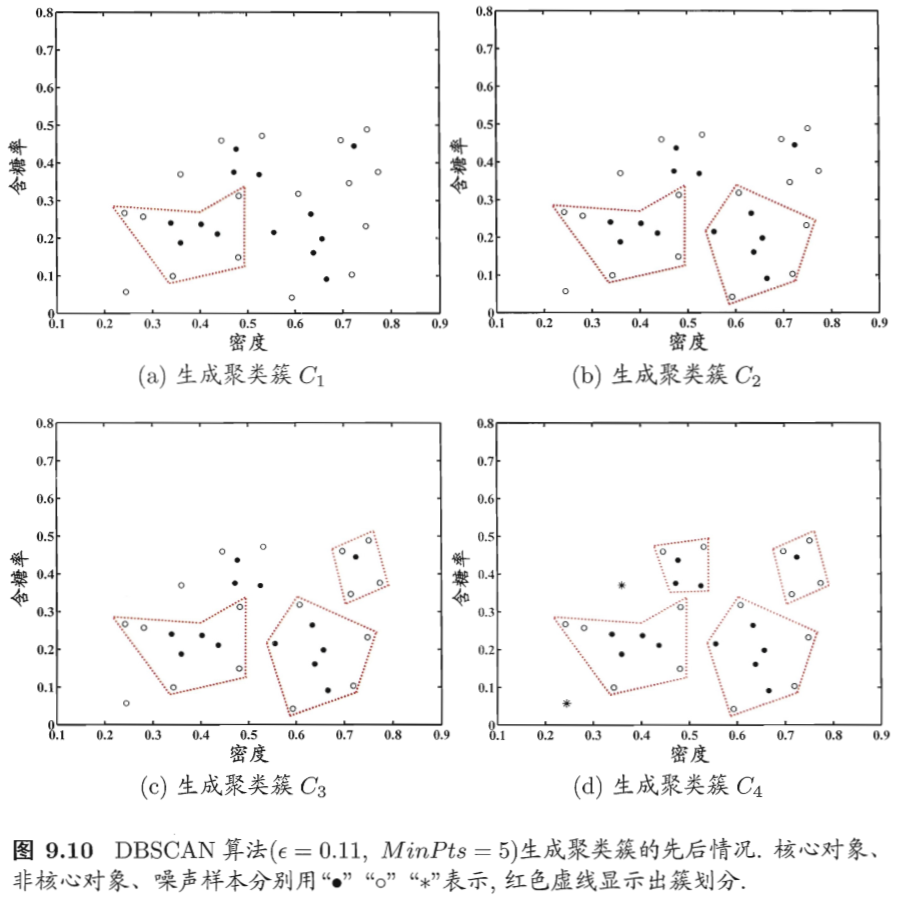 0.8
0.7
0.6
0.5
0.4
0.3
0.2
0.1
0
含糖率
0.1 0.2 0.3 0.4 0.5 0.6 0.7 0.8 0.9
密度
(a) 生成聚类簇 C1
0.8
0.7
0.6
0.5
0.4
0.3
0.2
0.1
0
含糖率
0.1 0.2 0.3 0.4 0.5 0.6 0.7 0.8 0.9
密度
(b) 生成聚类簇 C2
0.8
0.7
0.6
0.5
0.4
0.3
0.2
0.1
0
含糖率
0.1 0.2 0.3 0.4 0.5 0.6 0.7 0.8 0.9
密度
(c) 生成聚类簇 C3
0.8
0.7
0.6
0.5
0.4
0.3
0.2
0.1
0
含糖率
0.1 0.2 0.3 0.4 0.5 0.6 0.7 0.8 0.9
密度
(d) 生成聚类簇 C4
图 9.10 DBSCAN 算法(ϵ = 0.11, MinPts = 5)生成聚类簇的先后情况. 核心对象、
非核心对象、噪声样本分别用“●” “○” “*”表示, 红色虚线显示出簇划分.